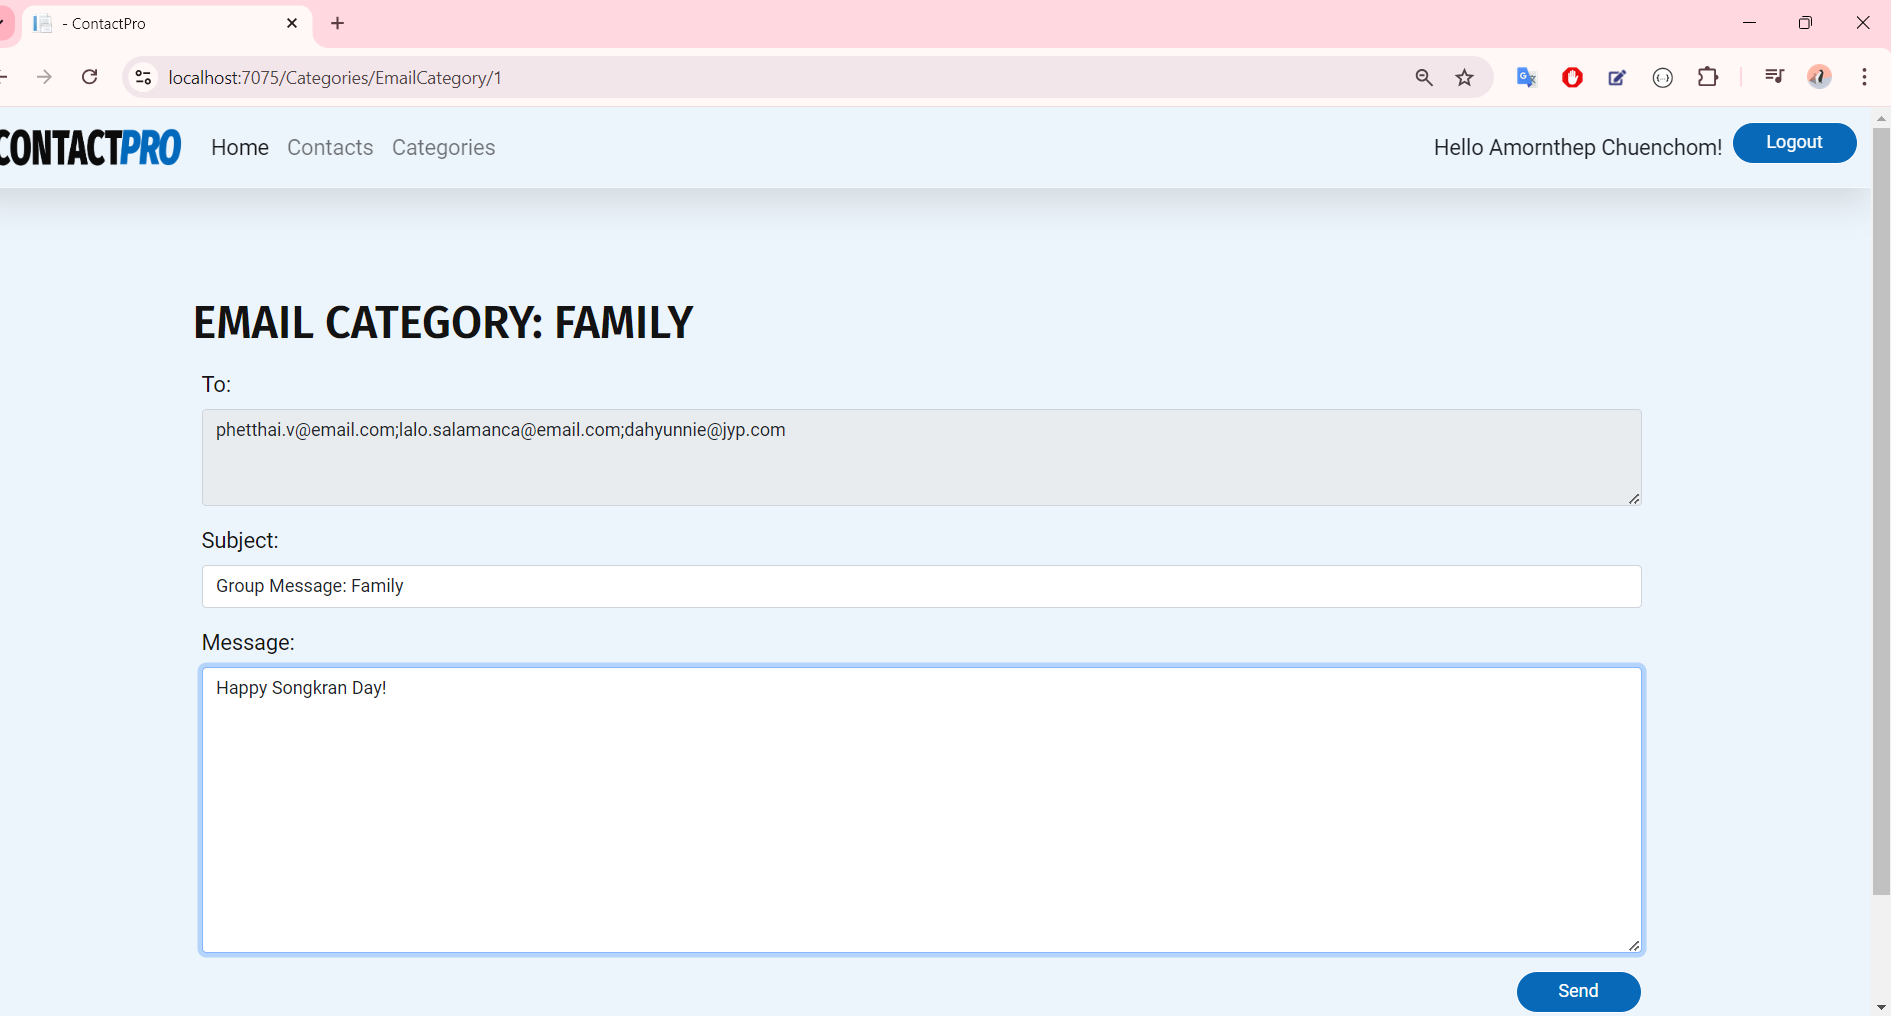 - ContactPro
localhost:7075/Categories/EmailCategory/1
CONTACTPRO Home Contacts Categories Hello Amornthep Chuenchom! Logout
EMAIL CATEGORY: FAMILY
To:
phetthai.v@email.com;lalo.salamanca@email.com;dahyunnie@jyp.com
Subject:
Group Message: Family
Message:
Happy Songkran Day!
Send